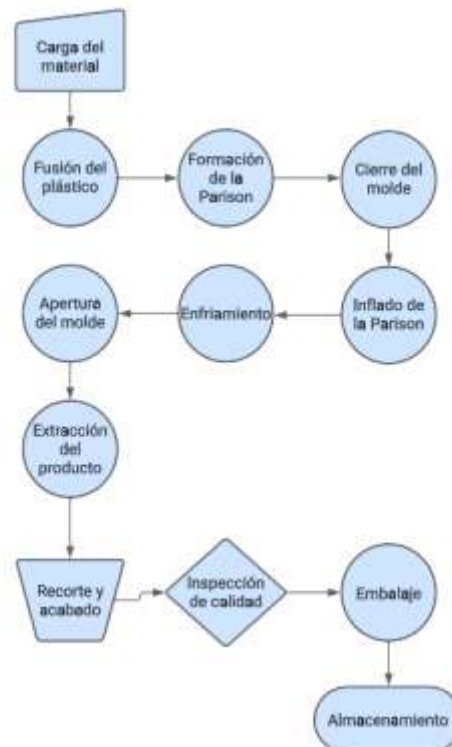 Carga del
material
Fusión del
plástico
Formación
de la
Parison
Cierre del
molde
Inflado de
la Parison
Enfriamiento
Apertura
del molde
Extracción
del
producto
Recorte y
acabado
Inspección
de calidad
Embalaje
Almacenamiento